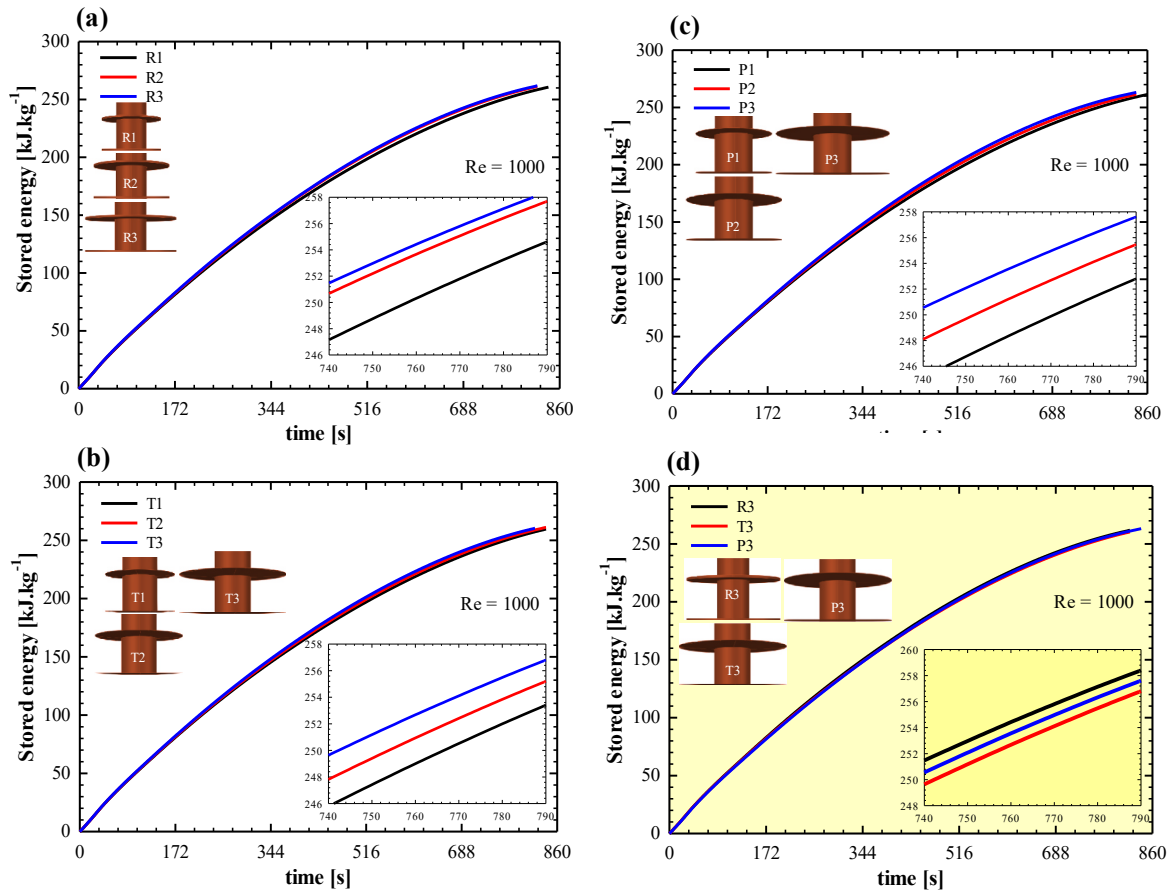 (a)
300
250
200
150
100
50
0
Stored energy [kJ.kg-1]
R1
R2
R3
R1
R2
R3
Re = 1000
258
256
254
252
250
248
246
740 750 760 770 780 790
0 172 344 516 688 860
time [s]
(c)
300
250
200
150
100
50
0
Stored energy [kJ.kg-1]
P1
P2
P3
P1
P3
P2
Re = 1000
258
256
254
252
250
248
246
740 750 760 770 780 790
0 172 344 516 688 860
(b)
300
250
200
150
100
50
0
Stored energy [kJ.kg-1]
T1
T2
T3
T1
T3
T2
Re = 1000
258
256
254
252
250
248
246
740 750 760 770 780 790
0 172 344 516 688 860
time [s]
(d)
300
250
200
150
100
50
0
Stored energy [kJ.kg-1]
R3
T3
P3
R3
P3
T3
Re = 1000
260
258
256
254
252
250
248
740 750 760 770 780 790
0 172 344 516 688 860
time [s]